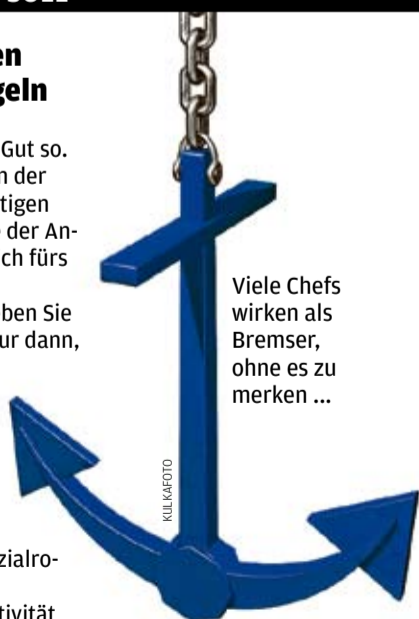 en
geln
Gut so.
n der
tigen
der An-
ch fürs
ben Sie
ur dann,
Viele Chefs
wirken als
Bremser,
ohne es zu
merken ...
KULKAFOTO
zialro-
tivität